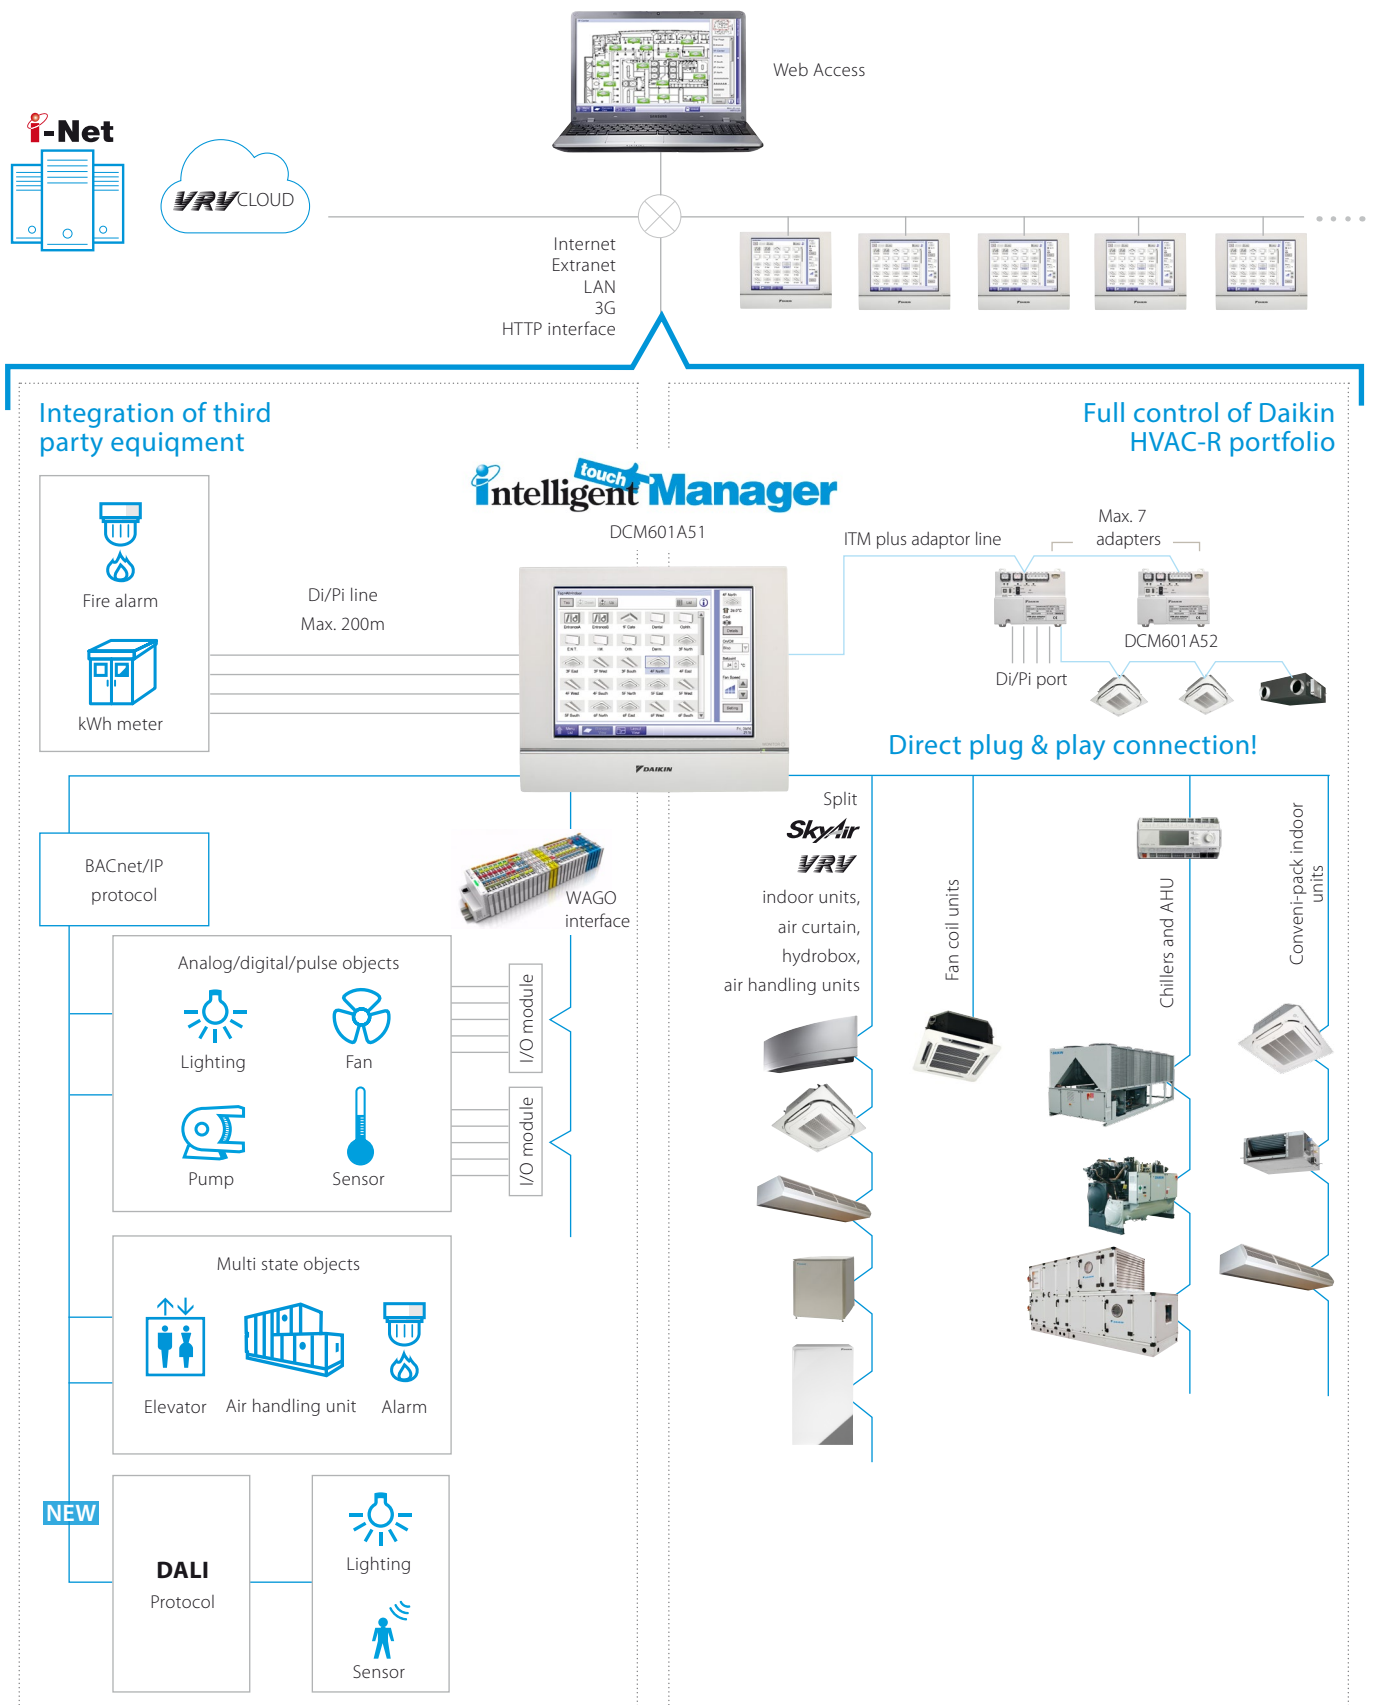 Web Access
i-Net
VRV CLOUD
Internet
Extranet
LAN
3G
HTTP interface
Integration of third
party equiqment
Full control of Daikin
HVAC-R portfolio
intelligent touch Manager
DCM601A51
Fire alarm
kWh meter
Di/Pi line
Max. 200m
ITM plus adaptor line
Max. 7
adapters
DCM601A52
Di/Pi port
DAIKIN
Direct plug & play connection!
BACnet/IP
protocol
WAGO
interface
Analog/digital/pulse objects
Lighting
Fan
Pump
Sensor
I/O module
I/O module
Split
SkyAir
VRV
indoor units,
air curtain,
hydrobox,
air handling units
Fan coil units
Chillers and AHU
Conveni-pack indoor
units
Multi state objects
Elevator
Air handling unit
Alarm
NEW
DALI
Protocol
Lighting
Sensor